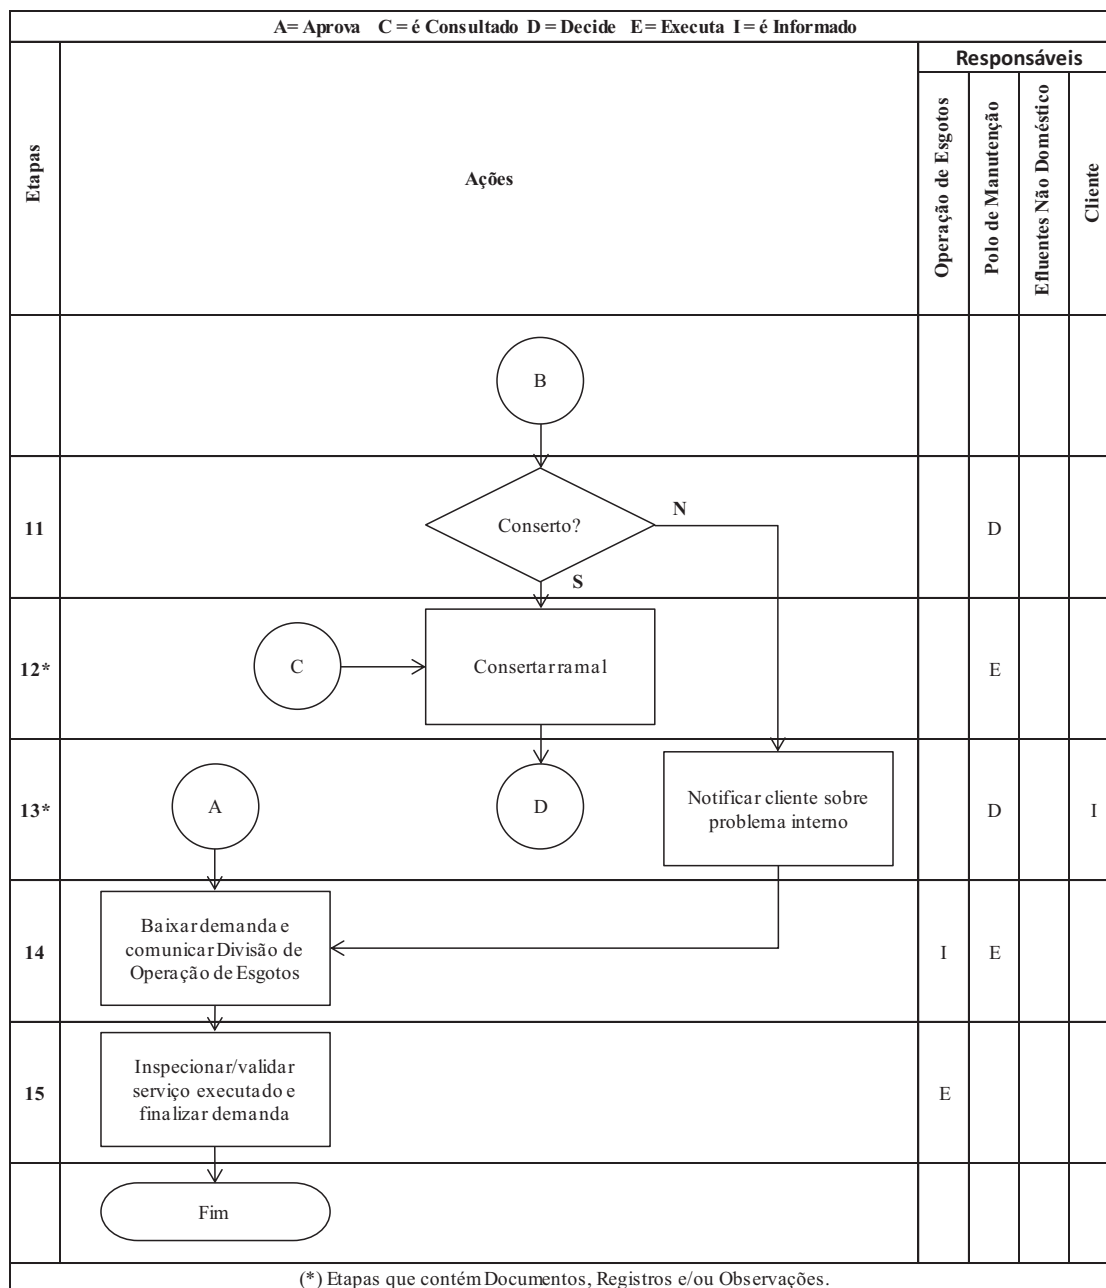 A= Aprova C = é Consultado D = Decide E = Executa I = é Informado
Etapas
Ações
Responsáveis
Operação de Esgotos
Polo de Manutenção
Efluentes Não Doméstico
Cliente
B
11
Conserto?
N
S
D
12*
C
Consertar ramal
E
13*
A
D
Notificar cliente sobre
problema interno
D
I
14
Baixar demanda e
comunicar Divisão de
Operação de Esgotos
I
E
15
Inspecionar/validar
serviço executado e
finalizar demanda
E
Fim
(*) Etapas que contém Documentos, Registros e/ou Observações.